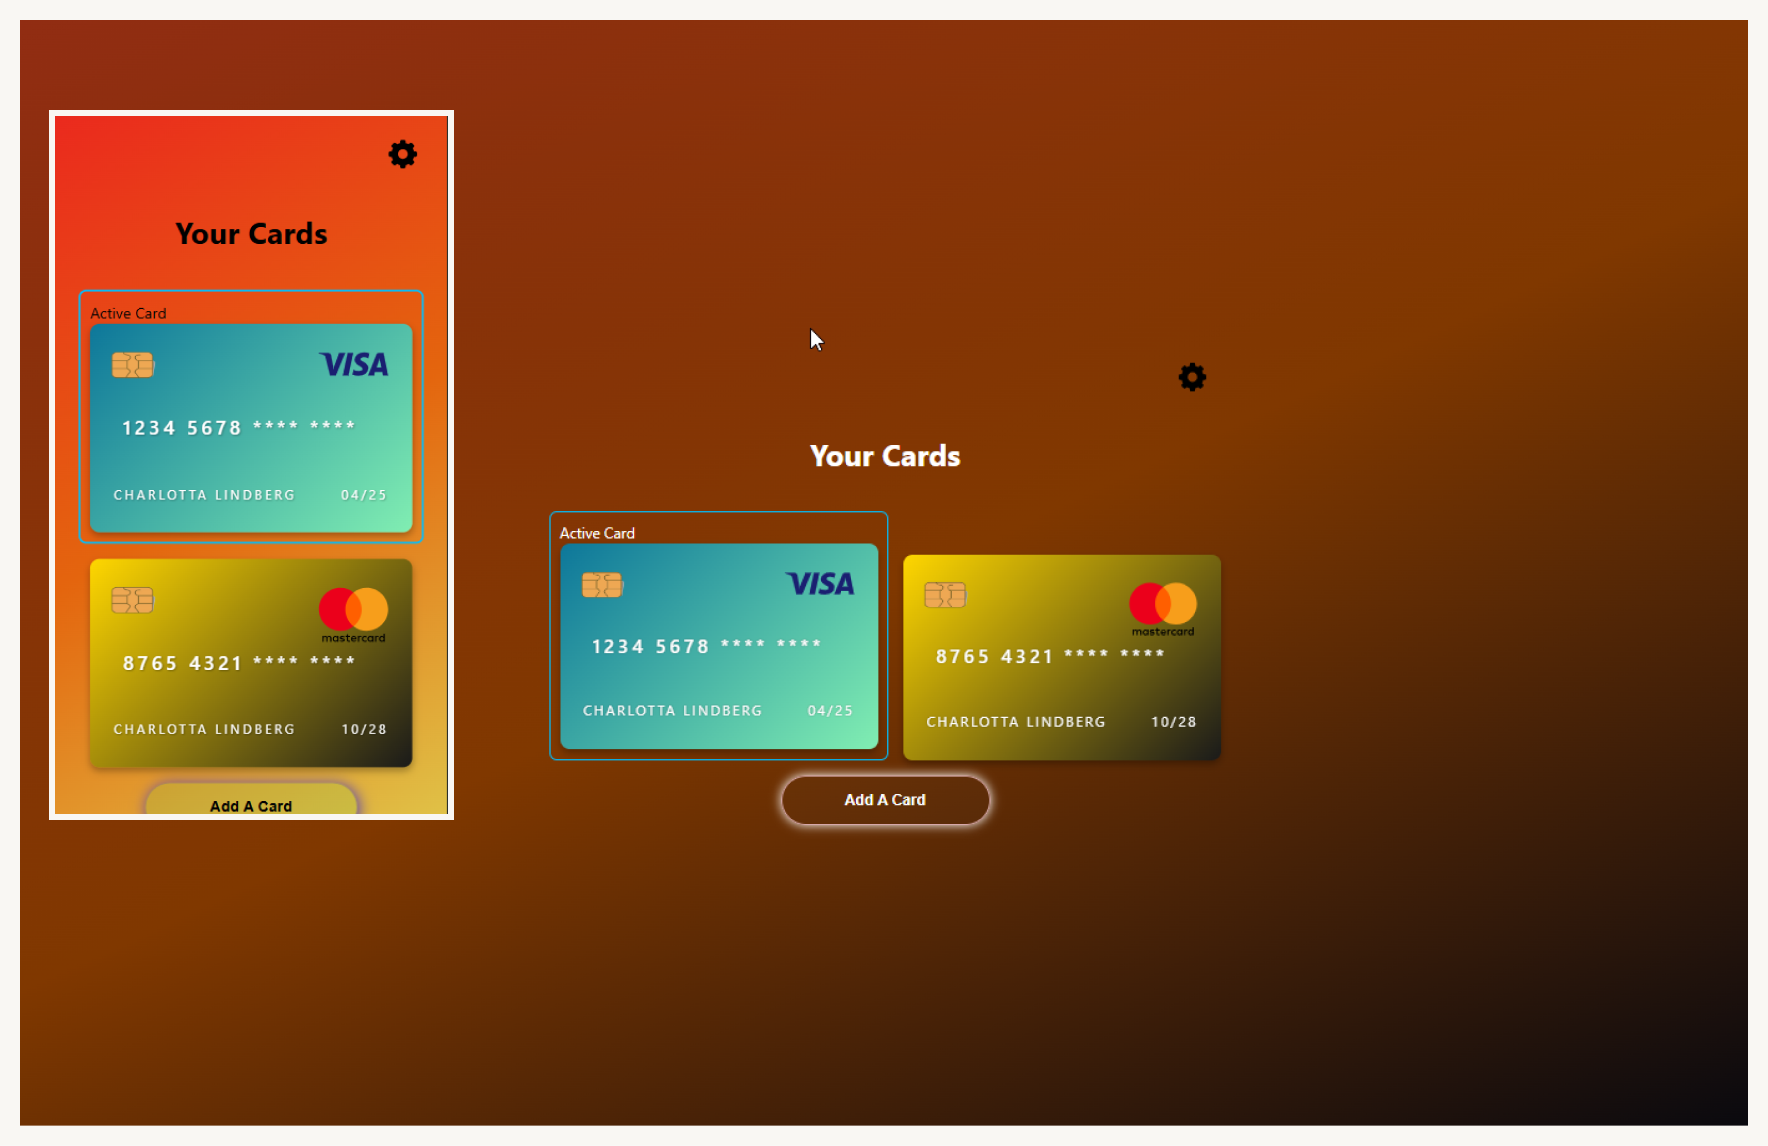 Your Cards
Active Card
VISA
1234 5678 **** ****
CHARLOTTA LINDBERG 04/25
mastercard
8765 4321 **** ****
CHARLOTTA LINDBERG 10/28
Add A Card
Your Cards
Active Card
VISA
1234 5678 **** ****
CHARLOTTA LINDBERG 04/25
mastercard
8765 4321 **** ****
CHARLOTTA LINDBERG 10/28
Add A Card